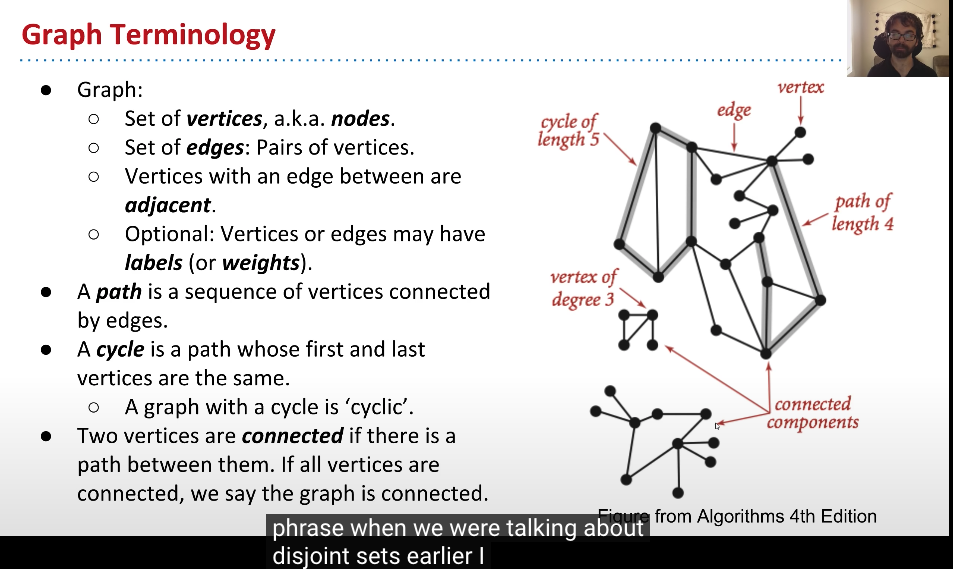 Graph Terminology
● Graph:
○ Set of vertices, a.k.a. nodes.
○ Set of edges: Pairs of vertices.
○ Vertices with an edge between are
adjacent.
○ Optional: Vertices or edges may have
labels (or weights).
● A path is a sequence of vertices connected
by edges.
● A cycle is a path whose first and last
vertices are the same.
○ A graph with a cycle is ‘cyclic’.
● Two vertices are connected if there is a
path between them. If all vertices are
connected, we say the graph is connected.
vertex
edge
cycle of
length 5
path of
length 4
vertex of
degree 3
connected
components
Figure from Algorithms 4th Edition
phrase when we were talking about
disjoint sets earlier I